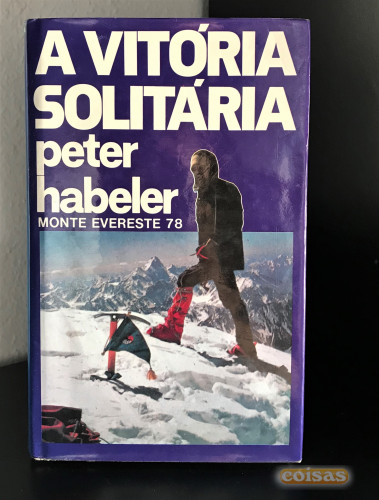 A VITÓRIA
SOLITÁRIA
peter
habeler
MONTE EVERESTE 78
coisas